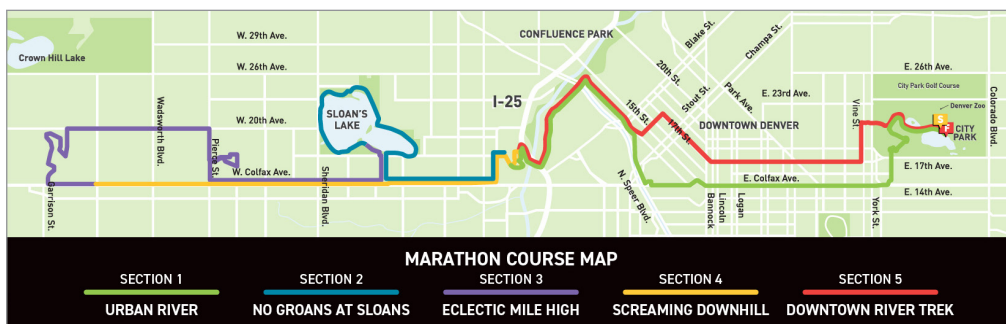 CONFLUENCE PARK
W. 29th Ave.
Blake St.
Champa St.
Crown Hill Lake
W. 26th Ave.
20th St.
E. 26th Ave.
Stout St.
Park Ave.
City Park Golf Course
I-25
E. 23rd Ave.
Colorado Blvd.
Wadsworth Blvd.
SLOAN'S
LAKE
15th St.
Vine St.
Denver Zoo
W. 20th Ave.
17th St.
DOWNTOWN DENVER
S
F
CITY
PARK
Pierce St.
W. Colfax Ave.
Sheridan Blvd.
E. 17th Ave.
Garrison St.
N. Speer Blvd.
E. Colfax Ave.
E. 14th Ave.
Bannock
Lincoln
Logan
York St.
MARATHON COURSE MAP
SECTION 1
SECTION 2
SECTION 3
SECTION 4
SECTION 5
URBAN RIVER
NO GROANS AT SLOANS
ECLECTIC MILE HIGH
SCREAMING DOWNHILL
DOWNTOWN RIVER TREK